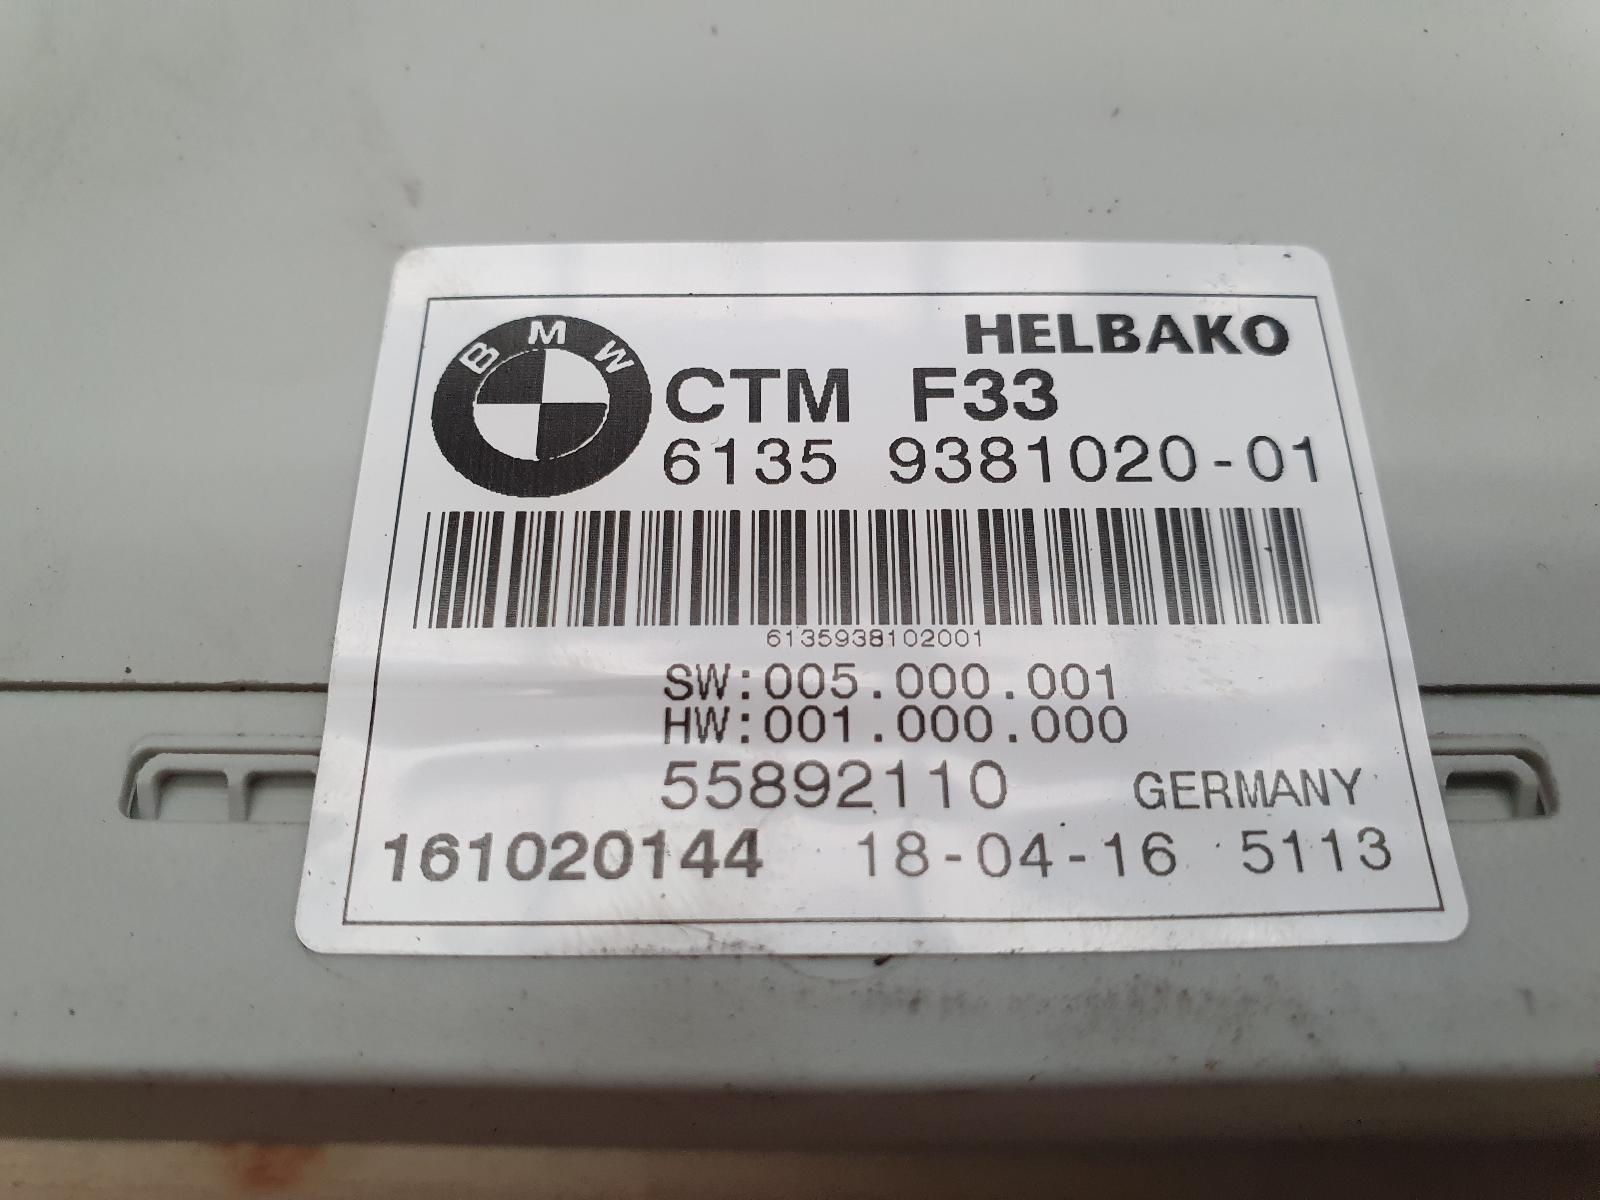 HELBAKO
BMW
CTM F33
6135 9381020-01
6135938102001
SW:005.000.001
HW:001.000.000
55892110 GERMANY
161020144 18-04-16 5113